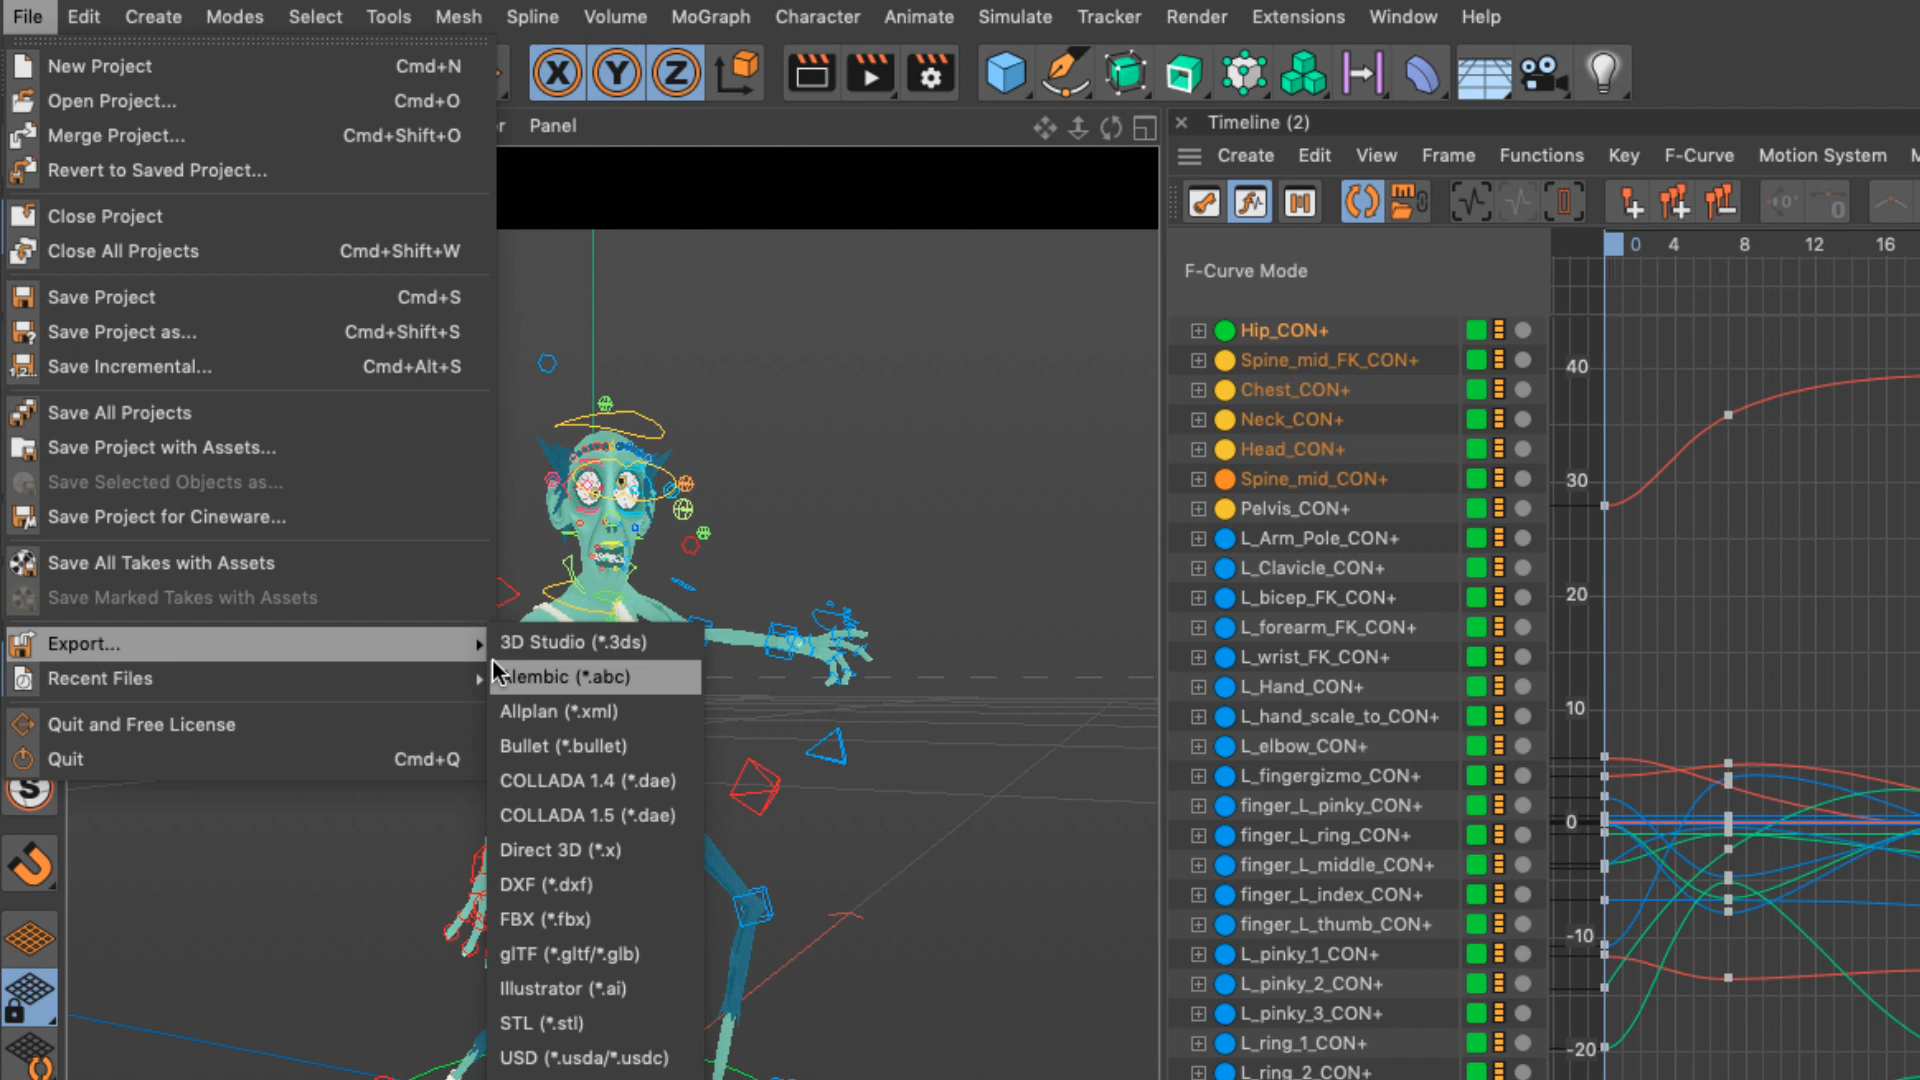 File Edit Create Modes Select Tools Mesh Spline Volume MoGraph Character Animate Simulate Tracker Render Extensions Window Help
New Project Cmd+N
Open Project... Cmd+O
Merge Project... Cmd+Shift+O
Revert to Saved Project...
Close Project
Close All Projects Cmd+Shift+W
Save Project Cmd+S
Save Project as... Cmd+Shift+S
Save Incremental... Cmd+Alt+S
Save All Projects
Save Project with Assets...
Save Selected Objects as...
Save Project for Cineware...
Save All Takes with Assets
Save Marked Takes with Assets
Export...
Recent Files
Quit and Free License
Quit Cmd+Q
3D Studio (*.3ds)
lembic (*.abc)
Allplan (*.xml)
Bullet (*.bullet)
COLLADA 1.4 (*.dae)
COLLADA 1.5 (*.dae)
Direct 3D (*.x)
DXF (*.dxf)
FBX (*.fbx)
glTF (*.gltf/*.glb)
Illustrator (*.ai)
STL (*.stl)
USD (*.usda/*.usdc)
X Y Z
r Panel
Timeline (2)
Create Edit View Frame Functions Key F-Curve Motion System M
0 4 8 12 16
F-Curve Mode
Hip_CON+
Spine_mid_FK_CON+
Chest_CON+
Neck_CON+
Head_CON+
Spine_mid_CON+
Pelvis_CON+
L_Arm_Pole_CON+
L_Clavicle_CON+
L_bicep_FK_CON+
L_forearm_FK_CON+
L_wrist_FK_CON+
L_Hand_CON+
L_hand_scale_to_CON+
L_elbow_CON+
L_fingergizmo_CON+
finger_L_pinky_CON+
finger_L_ring_CON+
finger_L_middle_CON+
finger_L_index_CON+
finger_L_thumb_CON+
L_pinky_1_CON+
L_pinky_2_CON+
L_pinky_3_CON+
L_ring_1_CON+
L_ring_2_CON+
40
30
20
10
0
-10
-20
S